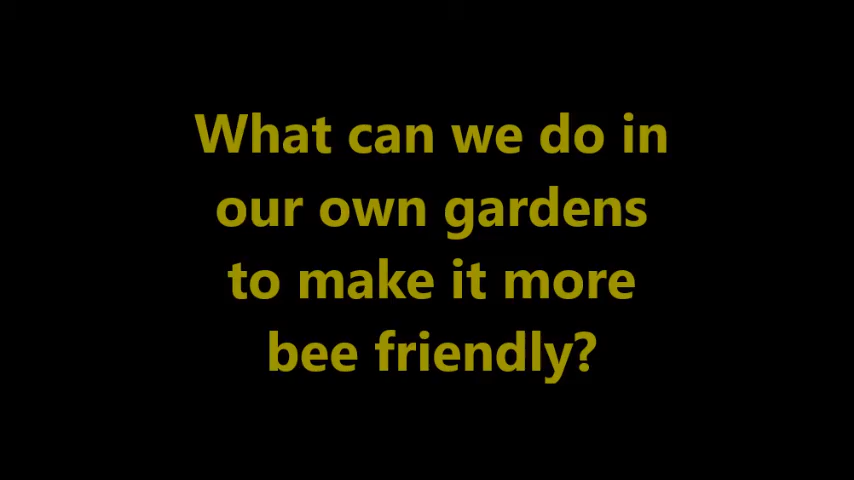 What can we do in
our own gardens
to make it more
bee friendly?